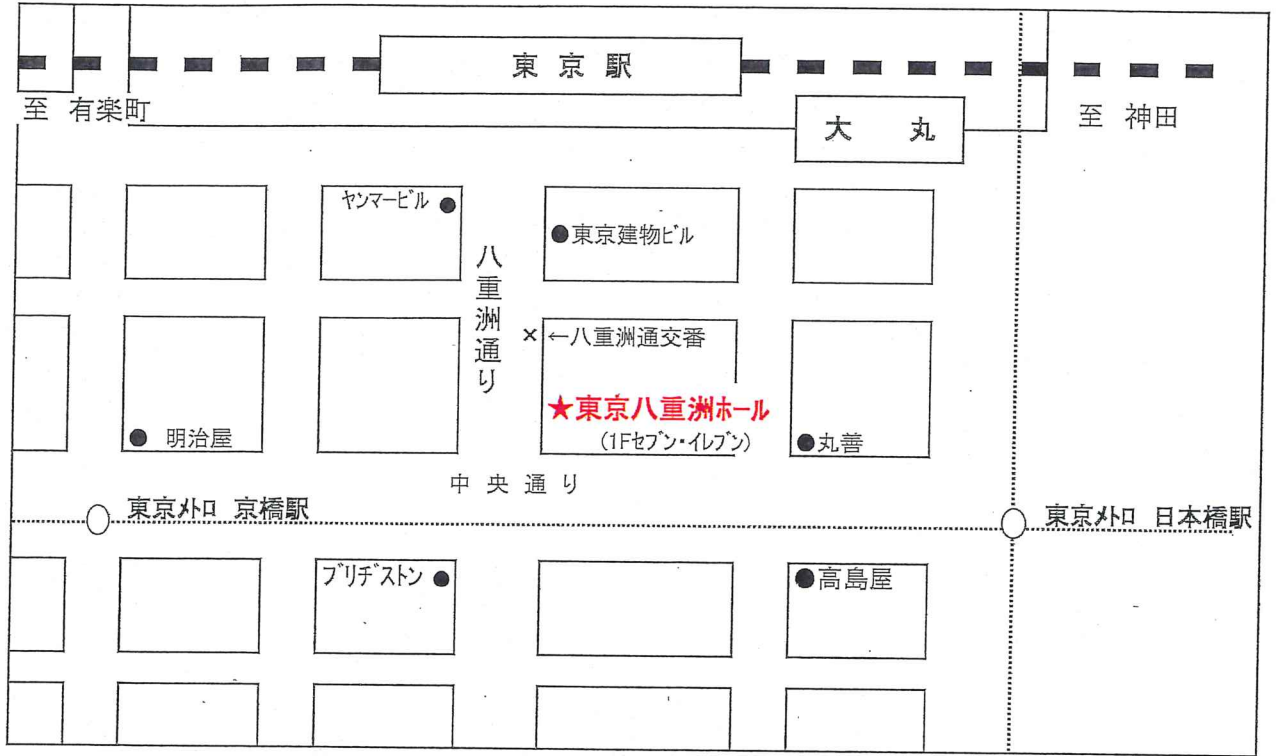 東京駅
至 有楽町
大 丸
至 神田
ヤンマービル ●
●東京建物ビル
八重洲通り
× ←八重洲通交番
★東京八重洲ホール
(1Fセブン・イレブン)
● 明治屋
●丸善
中央通り
東京メトロ 京橋駅
東京メトロ 日本橋駅
ブリヂストン ●
●高島屋